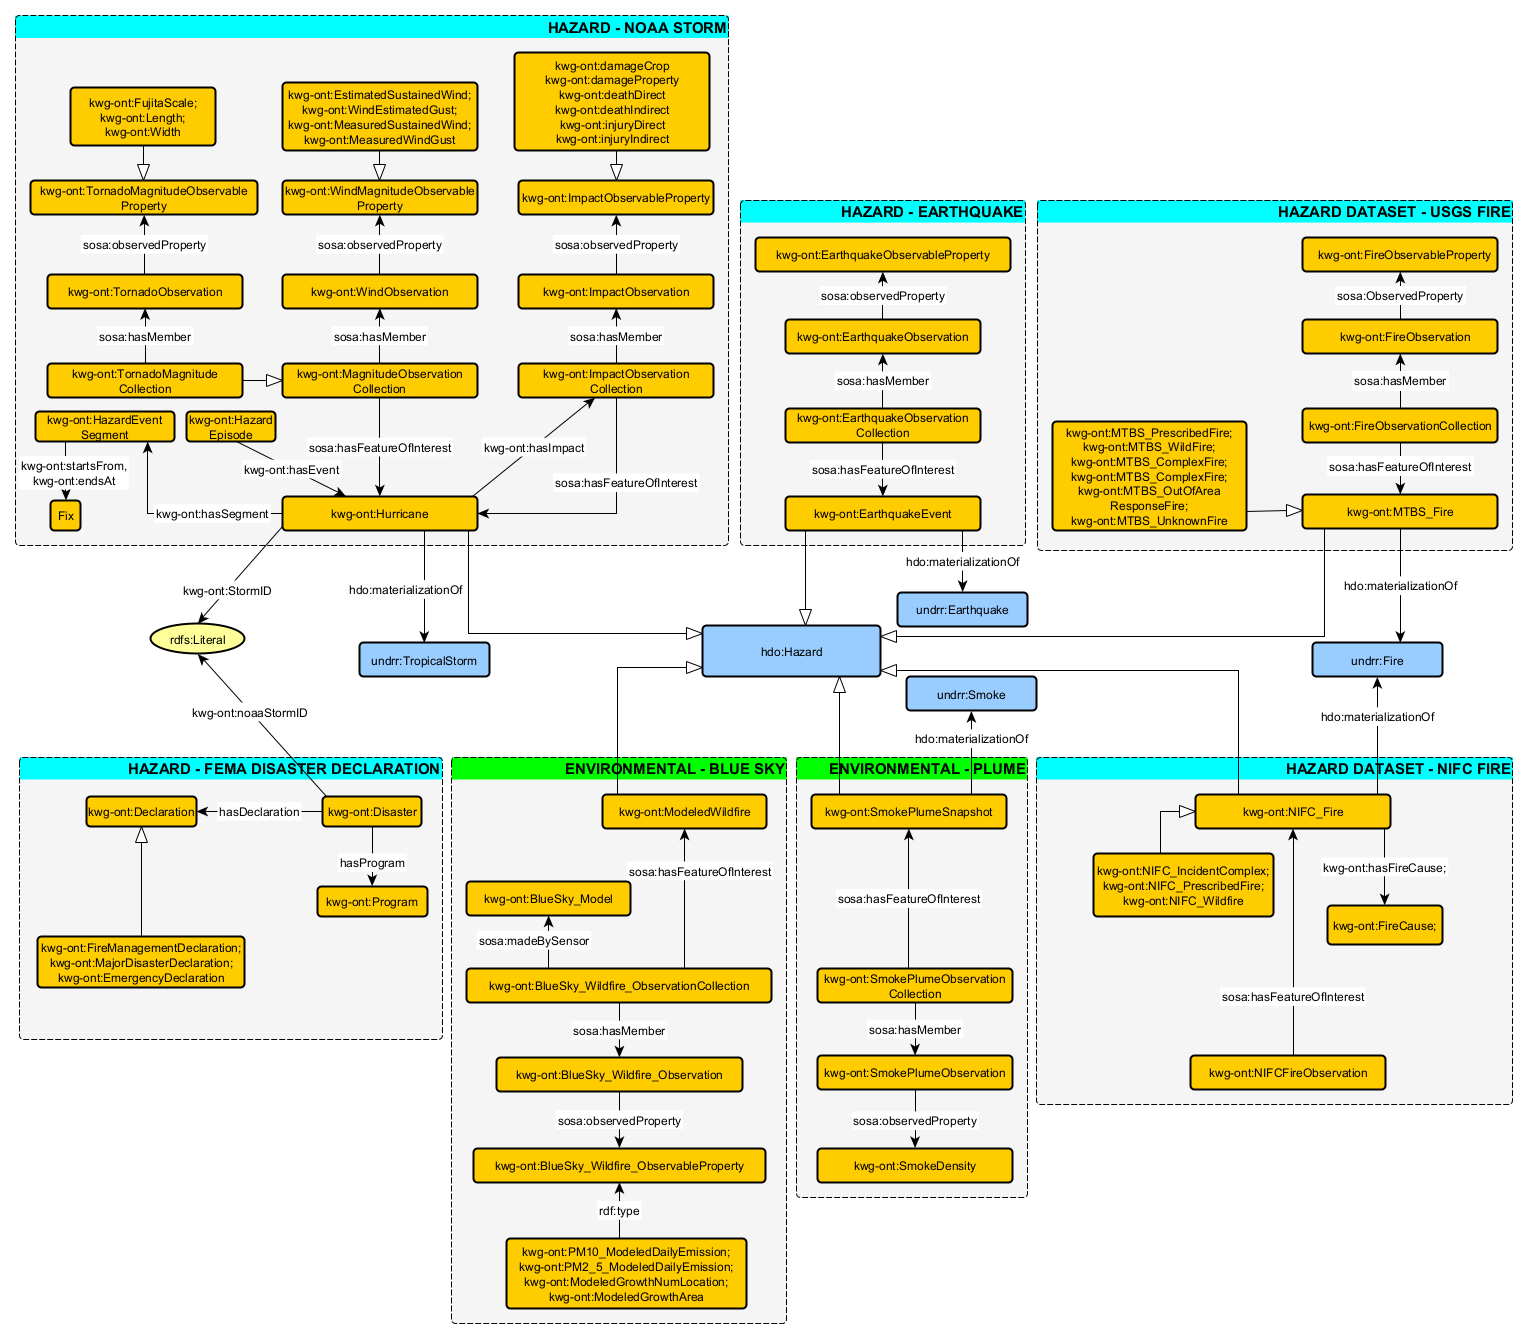 HAZARD - NOAA STORM
kwg-ont:FujitaScale;
kwg-ont:Length;
kwg-ont:Width
kwg-ont:EstimatedSustainedWind;
kwg-ont:WindEstimatedGust;
kwg-ont:MeasuredSustainedWind;
kwg-ont:MeasuredWindGust
kwg-ont:damageCrop
kwg-ont:damageProperty
kwg-ont:deathDirect
kwg-ont:deathIndirect
kwg-ont:injuryDirect
kwg-ont:injuryIndirect
kwg-ont:TornadoMagnitudeObservable
Property
kwg-ont:WindMagnitudeObservable
Property
kwg-ont:ImpactObservableProperty
sosa:observedProperty
sosa:observedProperty
sosa:observedProperty
kwg-ont:TornadoObservation
kwg-ont:WindObservation
kwg-ont:ImpactObservation
sosa:hasMember
sosa:hasMember
sosa:hasMember
kwg-ont:TornadoMagnitude
Collection
kwg-ont:MagnitudeObservation
Collection
kwg-ont:ImpactObservation
Collection
kwg-ont:HazardEvent
Segment
kwg-ont:Hazard
Episode
sosa:hasFeatureOfInterest
kwg-ont:hasImpact
kwg-ont:startsFrom,
kwg-ont:endsAt
kwg-ont:hasEvent
sosa:hasFeatureOfInterest
Fix
kwg-ont:hasSegment
kwg-ont:Hurricane
HAZARD - EARTHQUAKE
kwg-ont:EarthquakeObservableProperty
sosa:observedProperty
kwg-ont:EarthquakeObservation
sosa:hasMember
kwg-ont:EarthquakeObservation
Collection
sosa:hasFeatureOfInterest
kwg-ont:EarthquakeEvent
HAZARD DATASET - USGS FIRE
kwg-ont:FireObservableProperty
sosa:ObservedProperty
kwg-ont:FireObservation
sosa:hasMember
kwg-ont:FireObservationCollection
kwg-ont:MTBS_PrescribedFire;
kwg-ont:MTBS_WildFire;
kwg-ont:MTBS_ComplexFire;
kwg-ont:MTBS_ComplexFire;
kwg-ont:MTBS_OutOfArea
ResponseFire;
kwg-ont:MTBS_UnknownFire
sosa:hasFeatureOfInterest
kwg-ont:MTBS_Fire
kwg-ont:StormID
hdo:materializationOf
hdo:materializationOf
hdo:materializationOf
undrr:Earthquake
rdfs:Literal
undrr:TropicalStorm
hdo:Hazard
undrr:Fire
undrr:Smoke
kwg-ont:noaaStormID
hdo:materializationOf
hdo:materializationOf
HAZARD - FEMA DISASTER DECLARATION
kwg-ont:Declaration
hasDeclaration
kwg-ont:Disaster
hasProgram
kwg-ont:Program
kwg-ont:FireManagementDeclaration;
kwg-ont:MajorDisasterDeclaration;
kwg-ont:EmergencyDeclaration
ENVIRONMENTAL - BLUE SKY
kwg-ont:ModeledWildfire
sosa:hasFeatureOfInterest
kwg-ont:BlueSky_Model
sosa:madeBySensor
kwg-ont:BlueSky_Wildfire_ObservationCollection
sosa:hasMember
kwg-ont:BlueSky_Wildfire_Observation
sosa:observedProperty
kwg-ont:BlueSky_Wildfire_ObservableProperty
rdf:type
kwg-ont:PM10_ModeledDailyEmission;
kwg-ont:PM2_5_ModeledDailyEmission;
kwg-ont:ModeledGrowthNumLocation;
kwg-ont:ModeledGrowthArea
ENVIRONMENTAL - PLUME
kwg-ont:SmokePlumeSnapshot
sosa:hasFeatureOfInterest
kwg-ont:SmokePlumeObservation
Collection
sosa:hasMember
kwg-ont:SmokePlumeObservation
sosa:observedProperty
kwg-ont:SmokeDensity
HAZARD DATASET - NIFC FIRE
kwg-ont:NIFC_Fire
kwg-ont:NIFC_IncidentComplex;
kwg-ont:NIFC_PrescribedFire;
kwg-ont:NIFC_Wildfire
kwg-ont:hasFireCause;
kwg-ont:FireCause;
sosa:hasFeatureOfInterest
kwg-ont:NIFCFireObservation